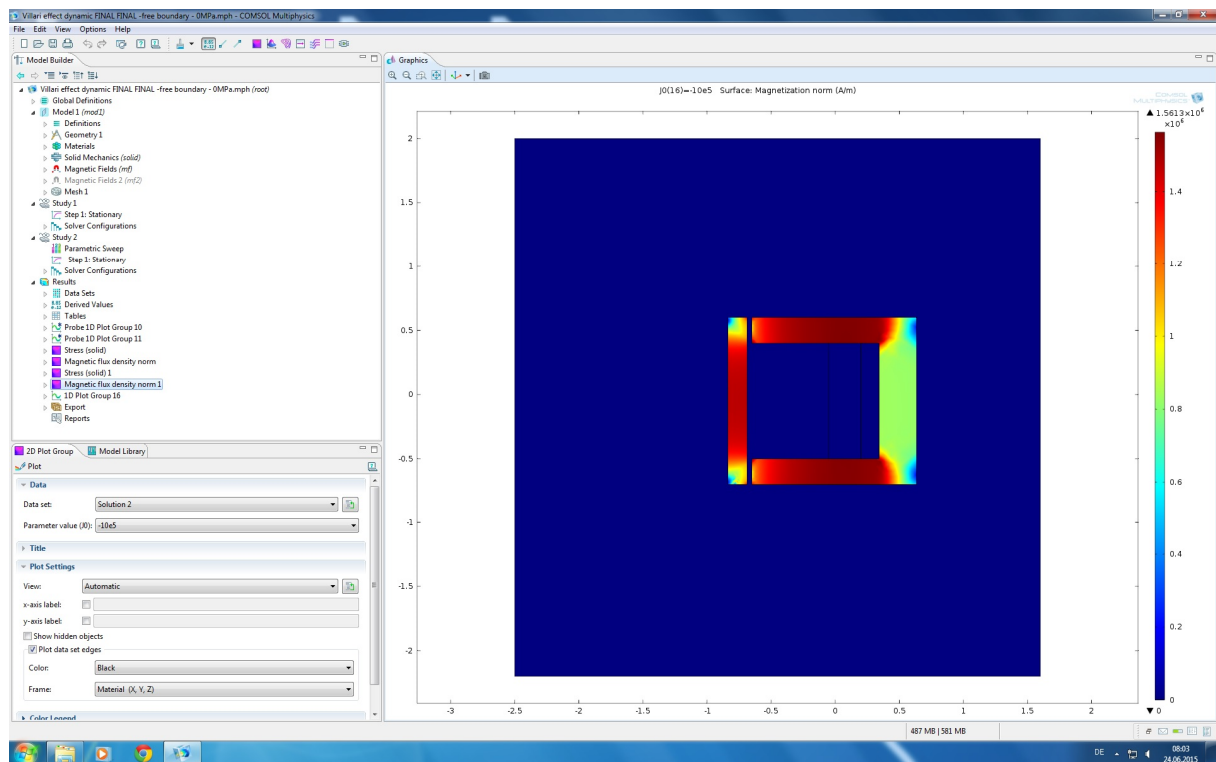 Villari effect dynamic FINAL FINAL -free boundary - 0MPa.mph - COMSOL Multiphysics
File Edit View Options Help
Model Builder
Villari effect dynamic FINAL FINAL -free boundary - 0MPa.mph (root)
Global Definitions
Model 1 (mod1)
Definitions
Geometry 1
Materials
Solid Mechanics (solid)
Magnetic Fields (mf)
Magnetic Fields 2 (mf2)
Mesh 1
Study 1
Step 1: Stationary
Solver Configurations
Study 2
Parametric Sweep
Step 1: Stationary
Solver Configurations
Results
Data Sets
Derived Values
Tables
Probe 1D Plot Group 10
Probe 1D Plot Group 11
Stress (solid)
Magnetic flux density norm
Stress (solid) 1
Magnetic flux density norm 1
1D Plot Group 16
Export
Reports
2D Plot Group Model Library
Plot
Data
Data set: Solution 2
Parameter value (J0): -10e5
Title
Plot Settings
View: Automatic
x-axis label:
y-axis label:
Show hidden objects
Plot data set edges
Color: Black
Frame: Material (X, Y, Z)
Color Legend
Graphics
J0(16)=-10e5 Surface: Magnetization norm (A/m)
COMSOL
MULTIPHYSICS
▲ 1.5613×10⁶
×10⁶
1.4
1.2
1
0.8
0.6
0.4
0.2
0
▼ 0
2
1.5
1
0.5
0
-0.5
-1
-1.5
-2
-3 -2.5 -2 -1.5 -1 -0.5 0 0.5 1 1.5 2
487 MB | 581 MB
DE
08:03
24.06.2015